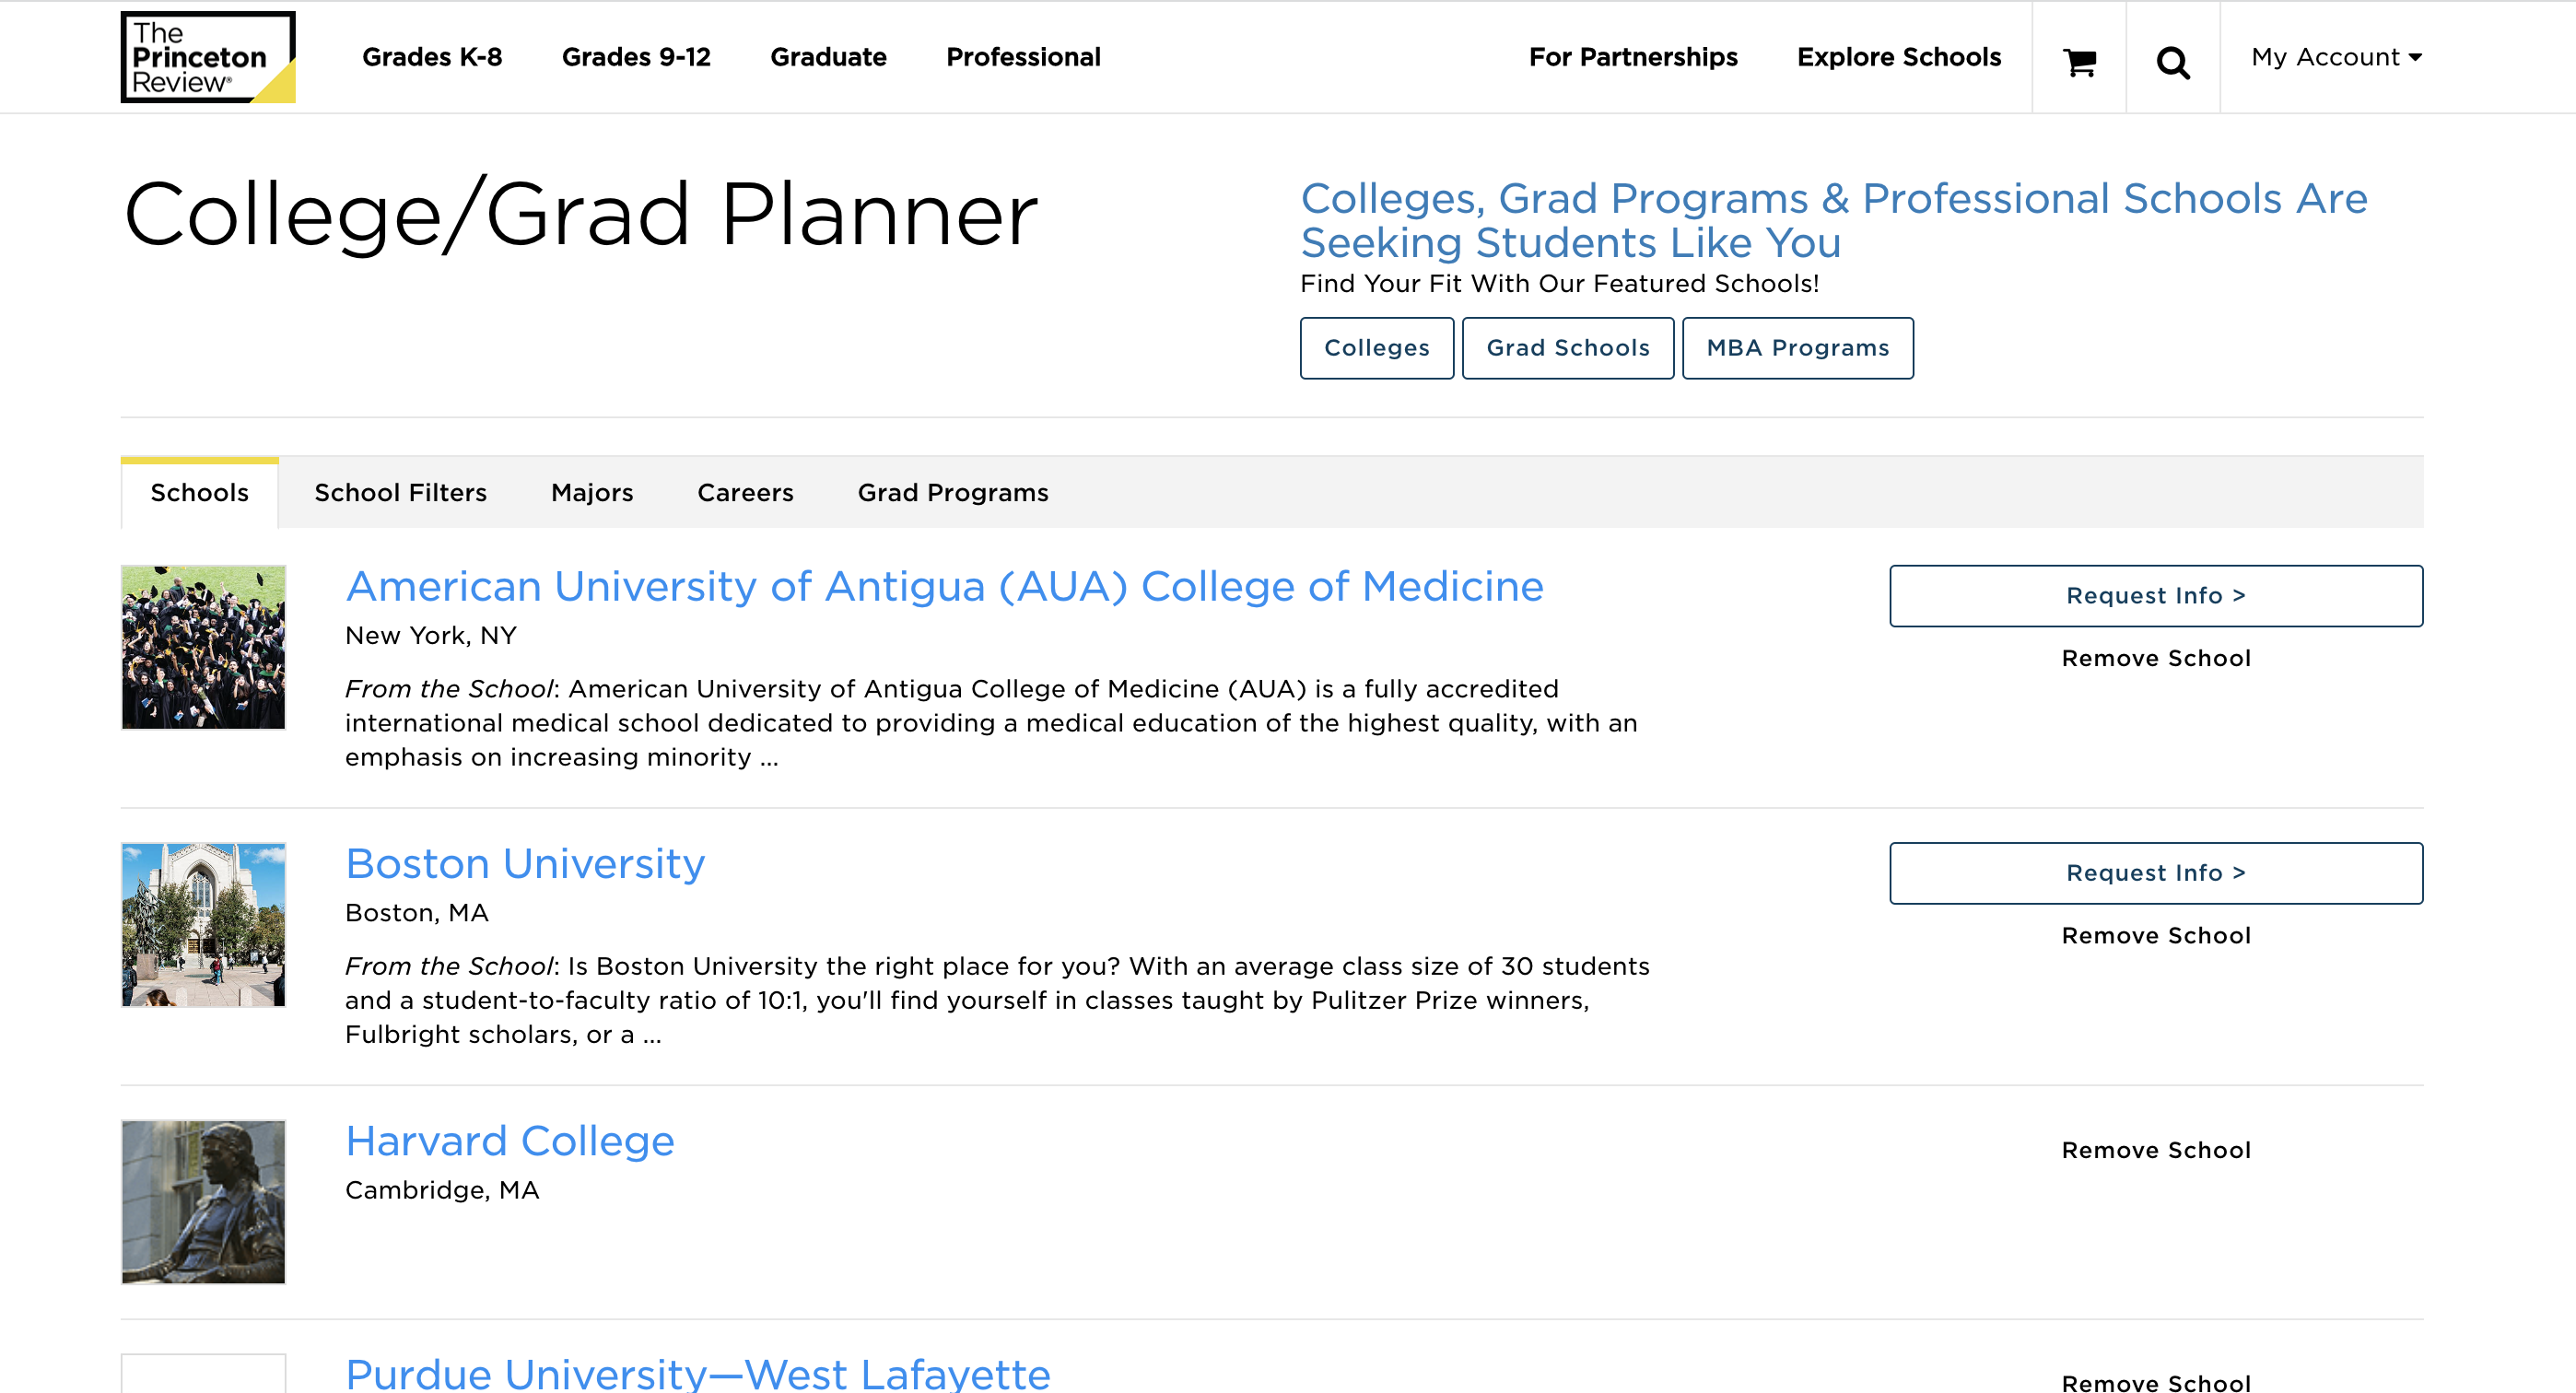 The
Princeton
Review®
Grades K-8
Grades 9-12
Graduate
Professional
For Partnerships
Explore Schools
My Account
College/Grad Planner
Colleges, Grad Programs & Professional Schools Are
Seeking Students Like You
Find Your Fit With Our Featured Schools!
Colleges
Grad Schools
MBA Programs
Schools
School Filters
Majors
Careers
Grad Programs
American University of Antigua (AUA) College of Medicine
New York, NY
From the School: American University of Antigua College of Medicine (AUA) is a fully accredited
international medical school dedicated to providing a medical education of the highest quality, with an
emphasis on increasing minority ...
Request Info >
Remove School
Boston University
Boston, MA
From the School: Is Boston University the right place for you? With an average class size of 30 students
and a student-to-faculty ratio of 10:1, you'll find yourself in classes taught by Pulitzer Prize winners,
Fulbright scholars, or a ...
Request Info >
Remove School
Harvard College
Cambridge, MA
Remove School
Purdue University—West Lafayette
Remove School